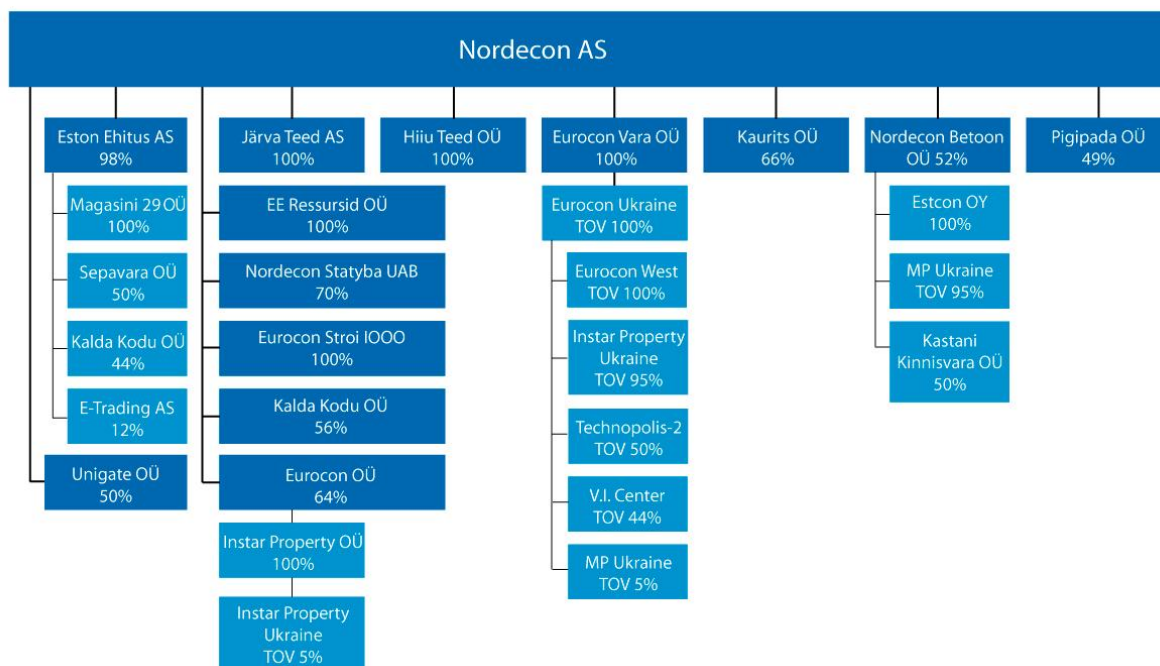 Nordecon AS
Eston Ehitus AS
98%
Järva Teed AS
100%
Hiiu Teed OÜ
100%
Eurocon Vara OÜ
100%
Kaurits OÜ
66%
Nordecon Betoon
OÜ 52%
Pigipada OÜ
49%
Magasini 29 OÜ
100%
Sepavara OÜ
50%
Kalda Kodu OÜ
44%
E-Trading AS
12%
Unigate OÜ
50%
EE Ressursid OÜ
100%
Nordecon Statyba UAB
70%
Eurocon Stroi IOOO
100%
Kalda Kodu OÜ
56%
Eurocon OÜ
64%
Instar Property OÜ
100%
Instar Property
Ukraine
TOV 5%
Eurocon Ukraine
TOV 100%
Eurocon West
TOV 100%
Instar Property
Ukraine
TOV 95%
Technopolis-2
TOV 50%
V.I. Center
TOV 44%
MP Ukraine
TOV 5%
Estcon OY
100%
MP Ukraine
TOV 95%
Kastani
Kinnisvara OÜ
50%